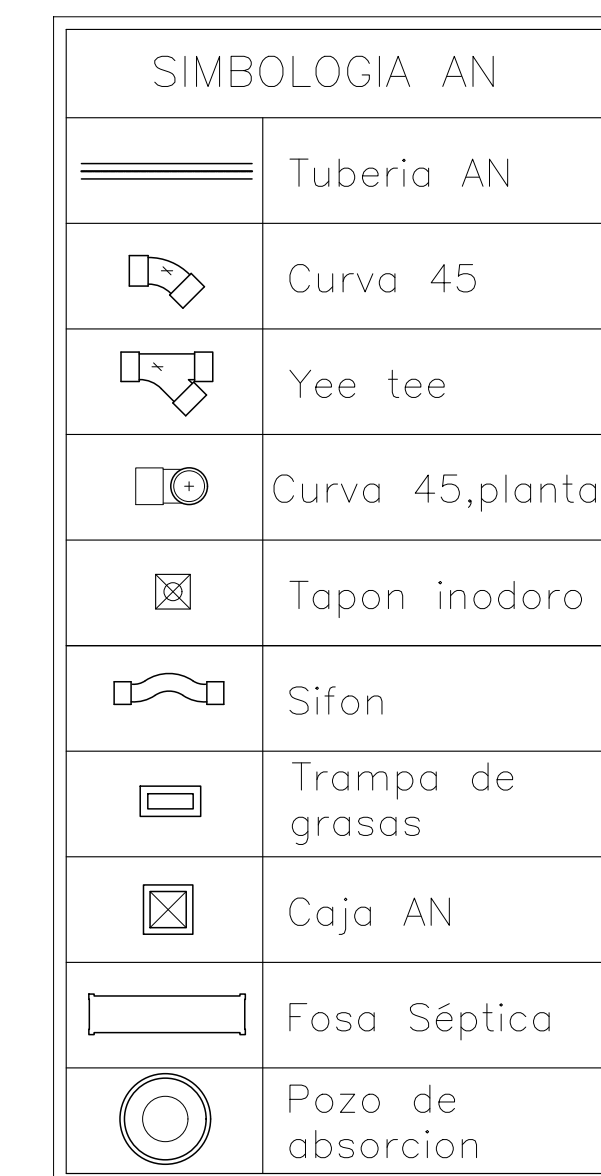 SIMBOLOGIA AN
Tuberia AN
Curva 45
Yee tee
Curva 45,planta
Tapon inodoro
Sifon
Trampa de
grasas
Caja AN
Fosa Séptica
Pozo de
absorcion